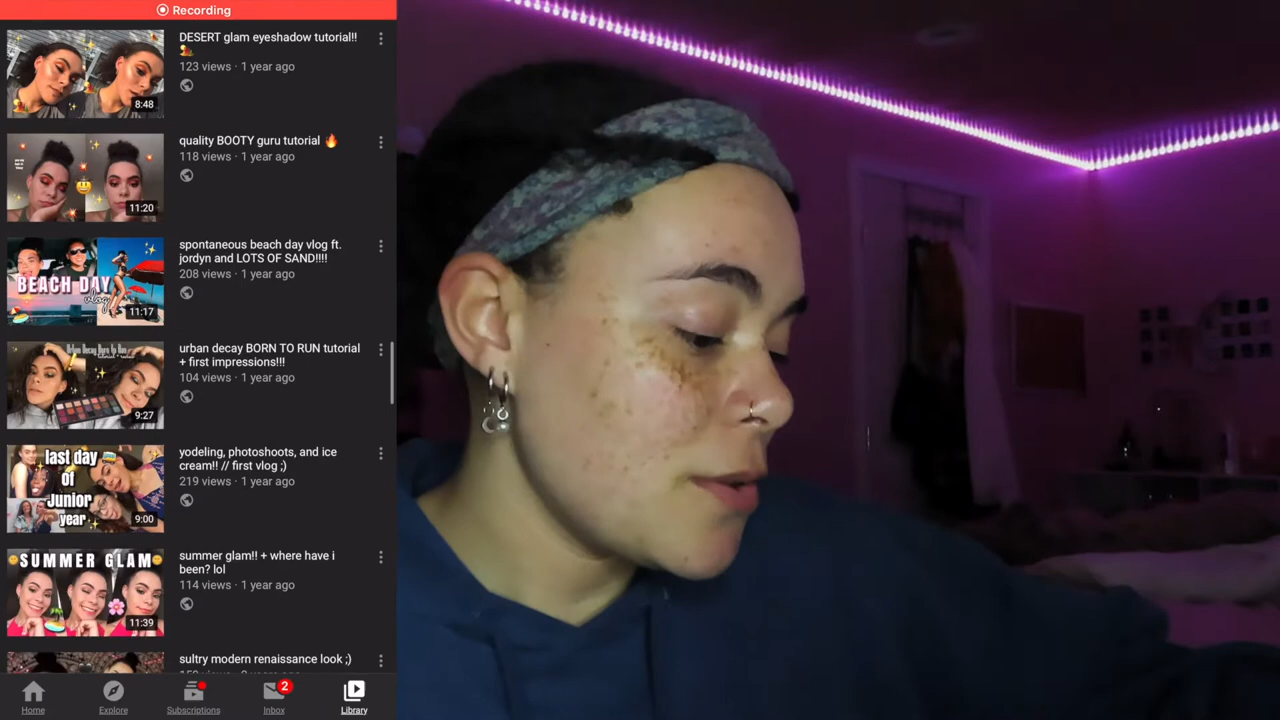 Recording
DESERT glam eyeshadow tutorial!!
🐪
123 views · 1 year ago
8:48
quality BOOTY guru tutorial 🔥
118 views · 1 year ago
11:20
spontaneous beach day vlog ft.
jordyn and LOTS OF SAND!!!!
208 views · 1 year ago
BEACH DAY
vlog
11:17
urban decay BORN TO RUN tutorial
+ first impressions!!!
104 views · 1 year ago
Urban Decay Born to Run
9:27
yodeling, photoshoots, and ice
cream!! // first vlog ;)
219 views · 1 year ago
last day
of
Junior
year
9:00
summer glam!! + where have i
been? lol
114 views · 1 year ago
SUMMER GLAM
11:39
sultry modern renaissance look ;)
Home
Explore
Subscriptions
2
Inbox
Library